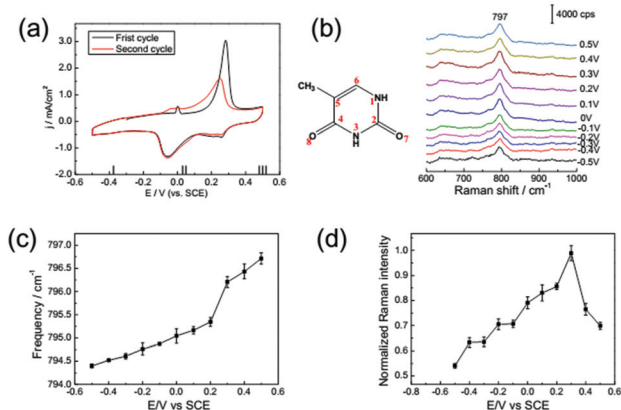 (a)
Frist cycle
Second cycle
j / mA/cm²
3.0
2.0
1.0
0.0
-1.0
-2.0
-0.6 -0.4 -0.2 0.0 0.2 0.4 0.6
I II III
E / V (vs. SCE)
(b)
4000 cps
797
CH₃
6
5
NH
1
4
3
2
N
H
O
8
O
7
0.5V
0.4V
0.3V
0.2V
0.1V
0V
-0.1V
-0.2V
-0.3V
-0.4V
-0.5V
600 700 800 900 1000
Raman shift / cm⁻¹
(c)
Frequency / cm⁻¹
797.0
796.5
796.0
795.5
795.0
794.5
794.0
-0.6 -0.4 -0.2 0.0 0.2 0.4 0.6
E/V vs SCE
(d)
Normalized Raman intensity
1.0
0.9
0.8
0.7
0.6
0.5
-0.8 -0.6 -0.4 -0.2 0.0 0.2 0.4 0.6
E/V vs SCE